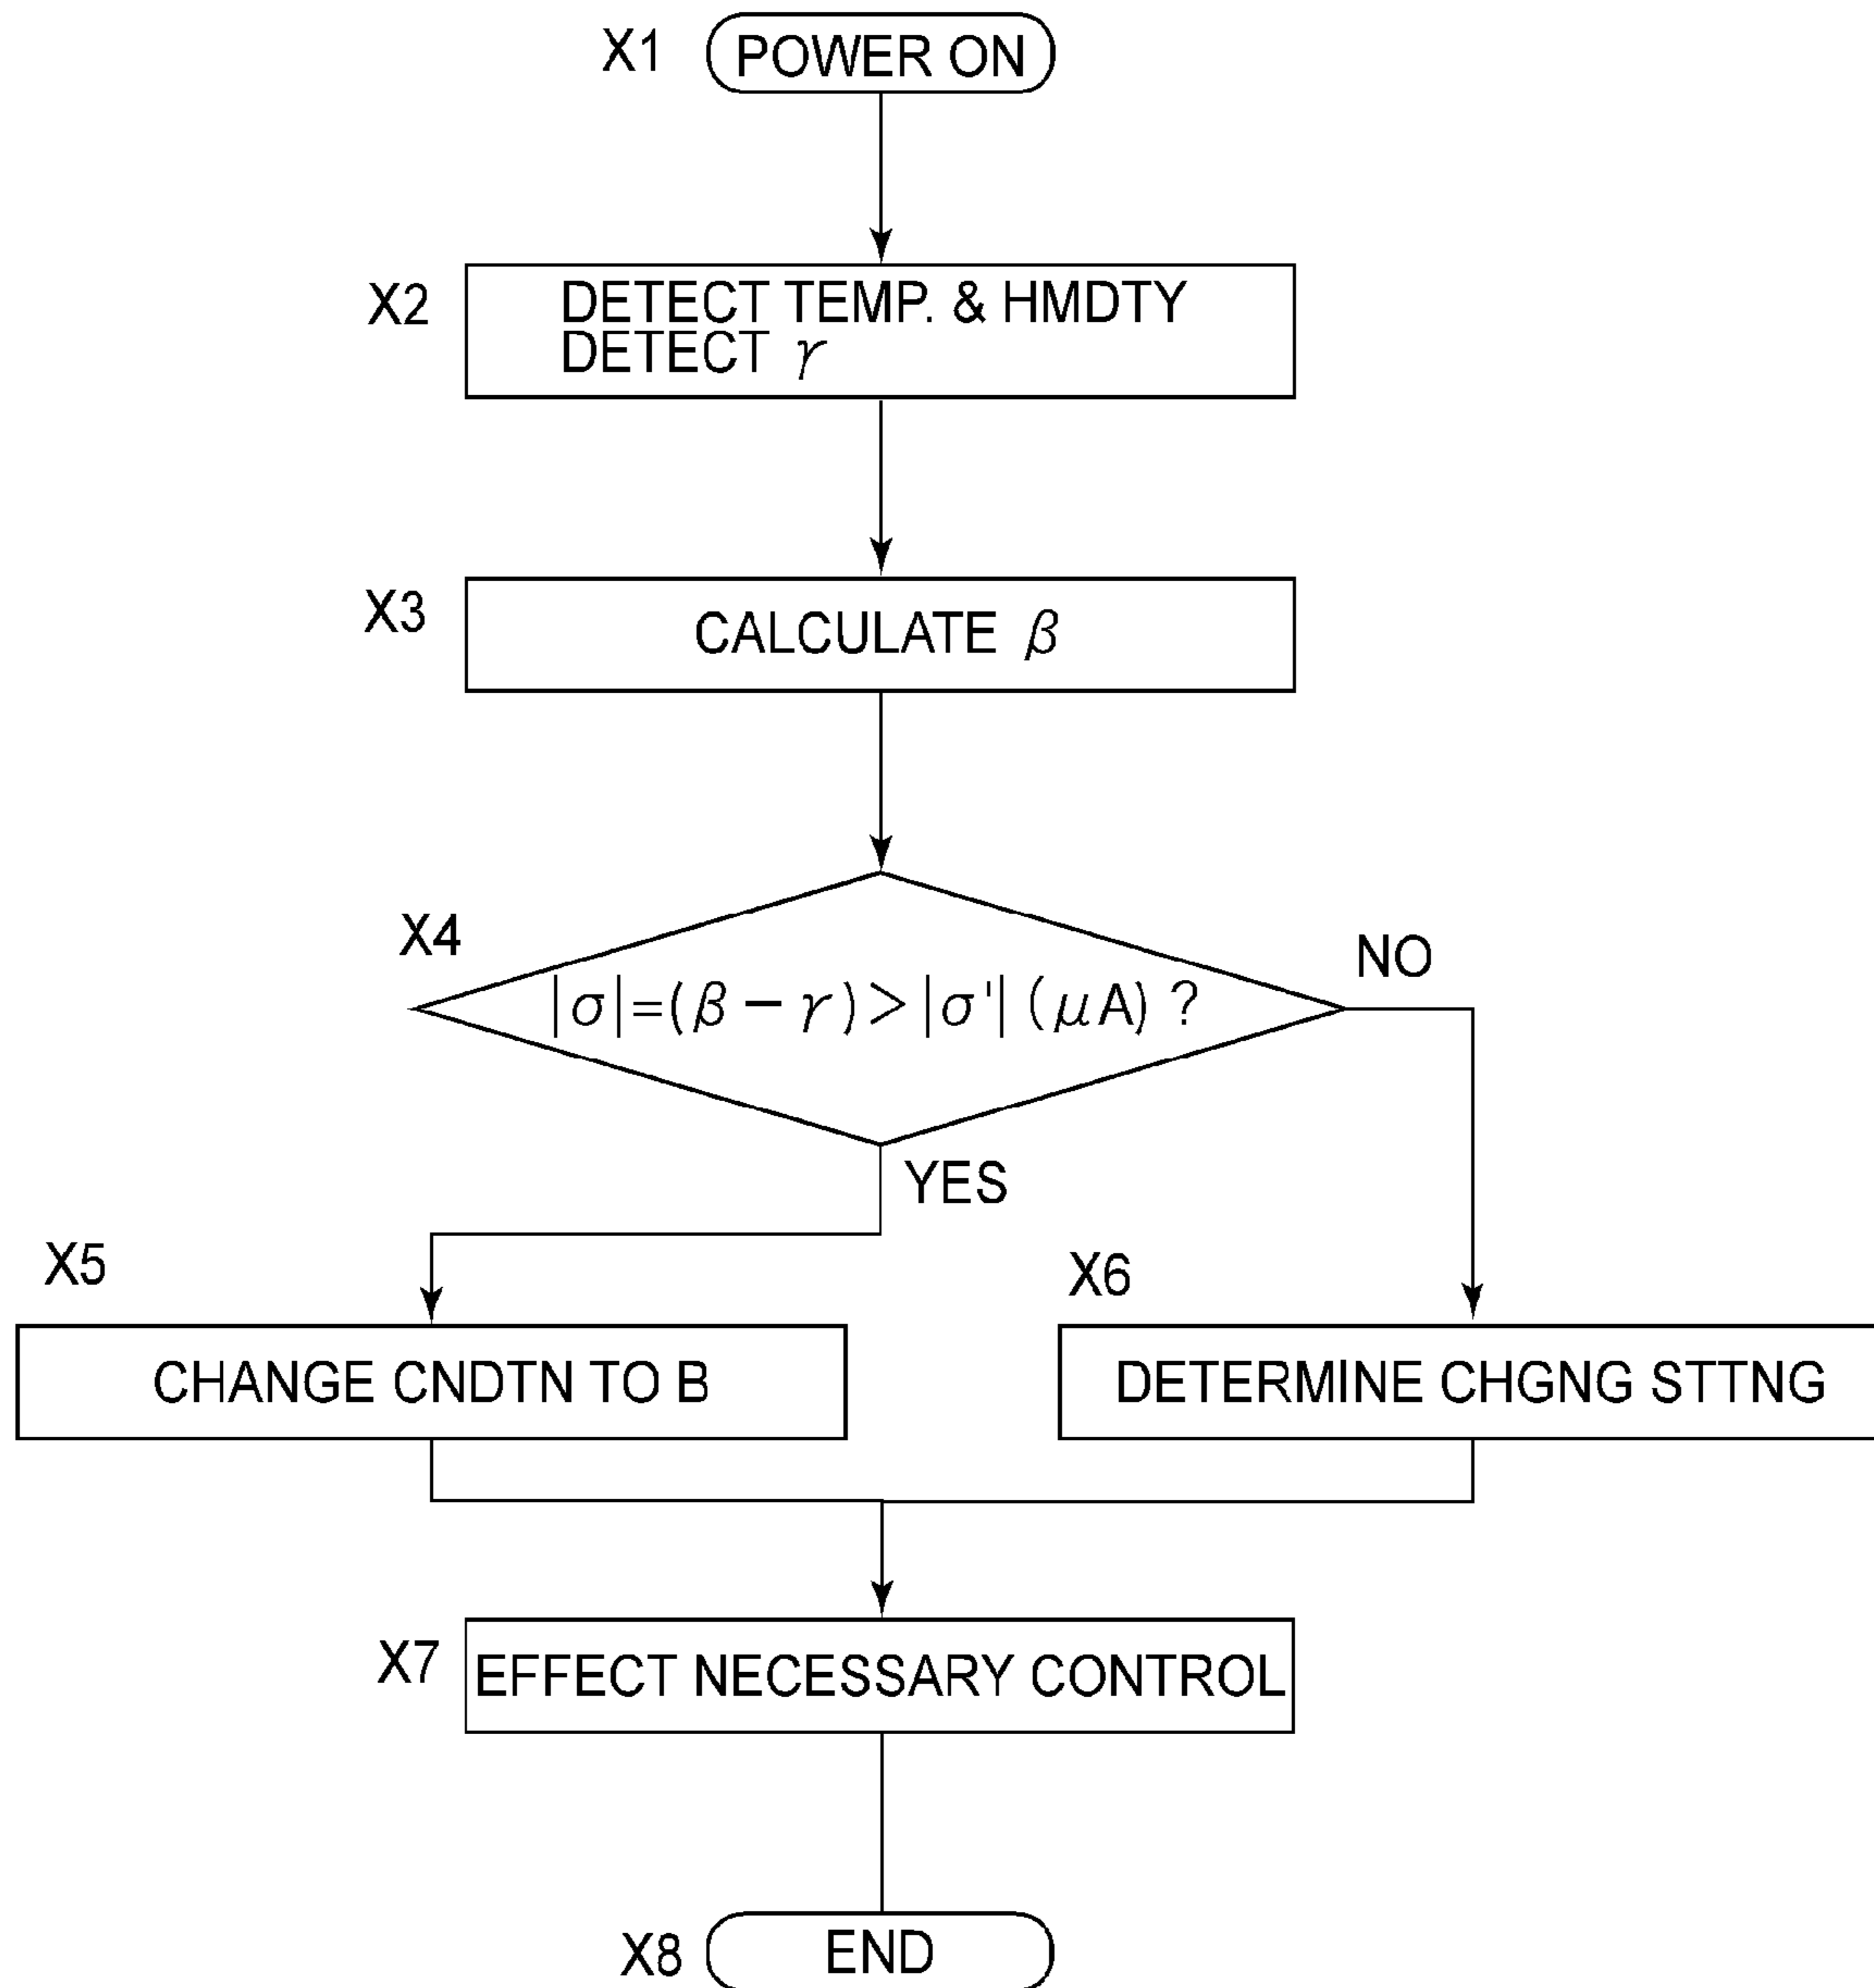 X1
POWER ON
X2
DETECT TEMP. & HMDTY
DETECT γ
X3
CALCULATE β
X4
|σ|=(β−γ)>|σ'|(μA)?
NO
YES
X5
CHANGE CNDTN TO B
X6
DETERMINE CHGNG STTNG
X7
EFFECT NECESSARY CONTROL
X8
END